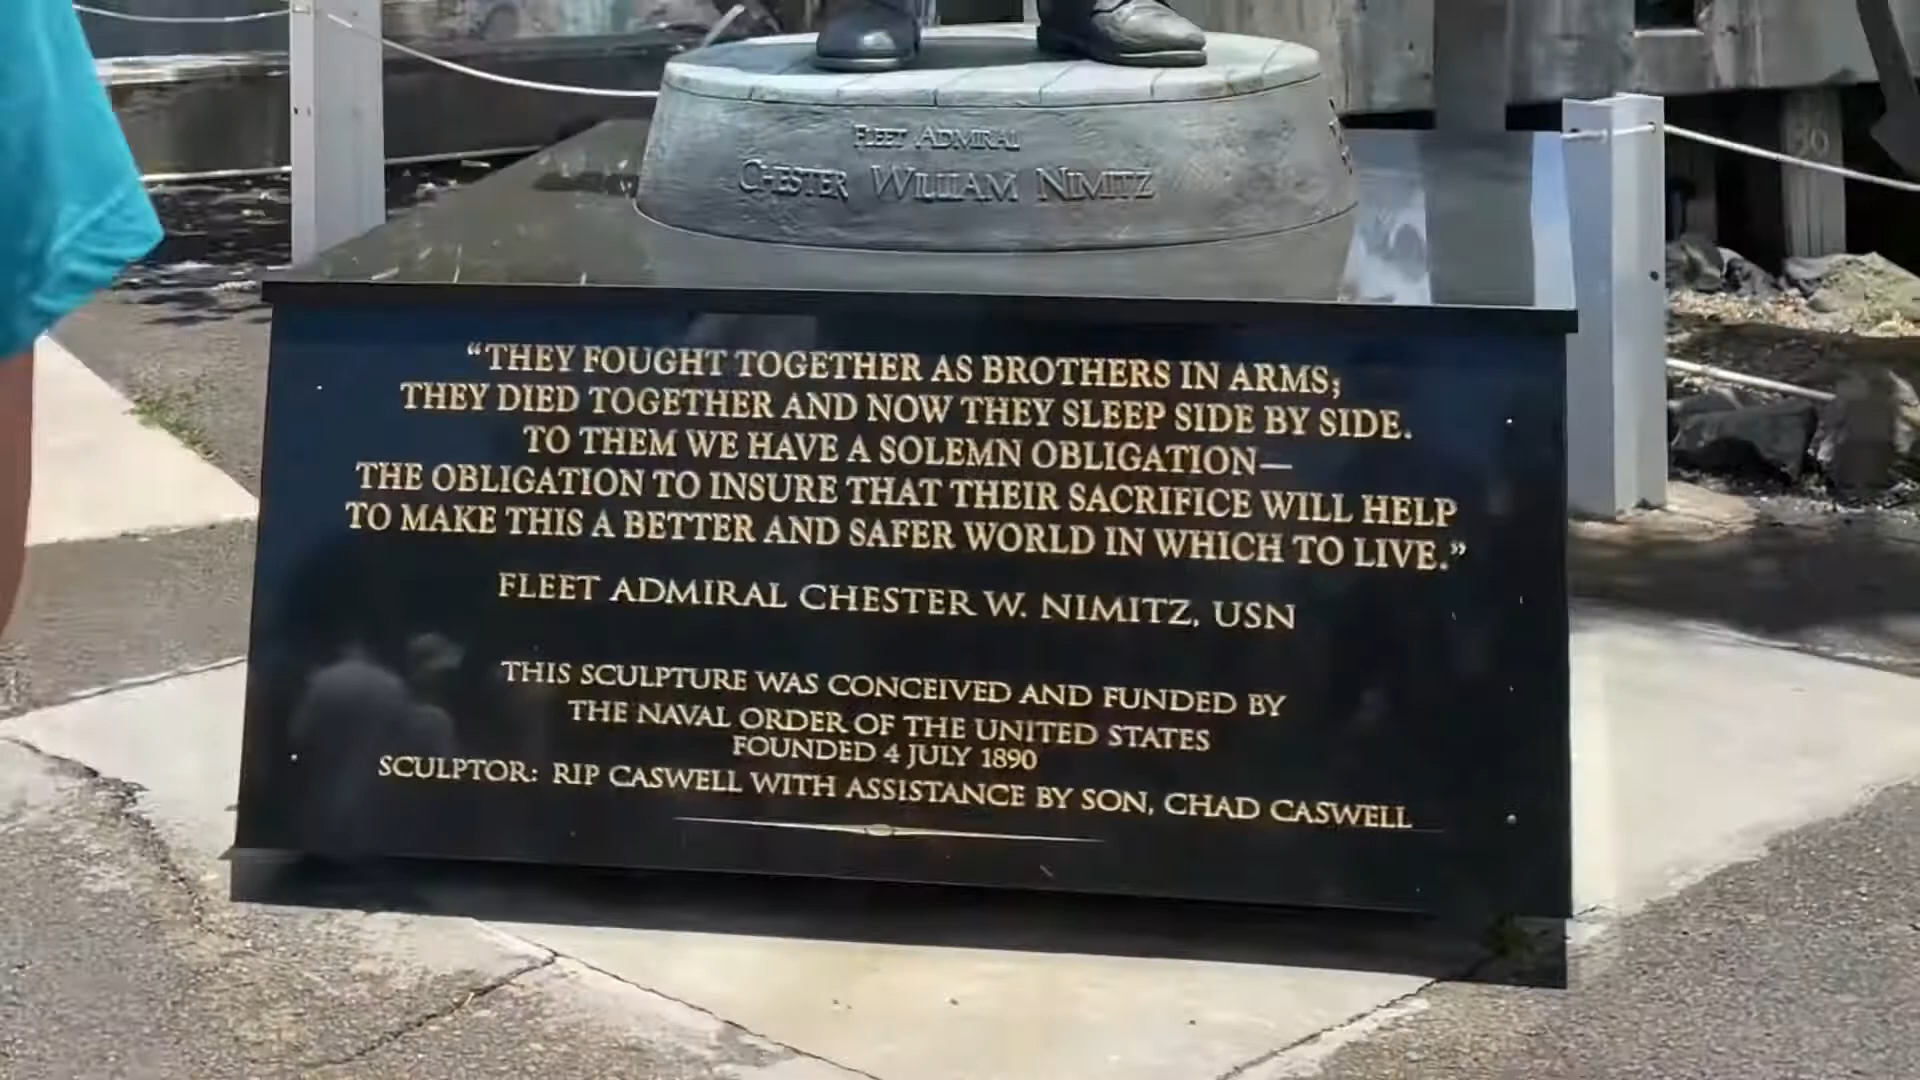 FLEET ADMIRAL
CHESTER WILLIAM NIMITZ
“THEY FOUGHT TOGETHER AS BROTHERS IN ARMS;
THEY DIED TOGETHER AND NOW THEY SLEEP SIDE BY SIDE.
TO THEM WE HAVE A SOLEMN OBLIGATION—
THE OBLIGATION TO INSURE THAT THEIR SACRIFICE WILL HELP
TO MAKE THIS A BETTER AND SAFER WORLD IN WHICH TO LIVE.”
FLEET ADMIRAL CHESTER W. NIMITZ, USN
THIS SCULPTURE WAS CONCEIVED AND FUNDED BY
THE NAVAL ORDER OF THE UNITED STATES
FOUNDED 4 JULY 1890
SCULPTOR: RIP CASWELL WITH ASSISTANCE BY SON, CHAD CASWELL